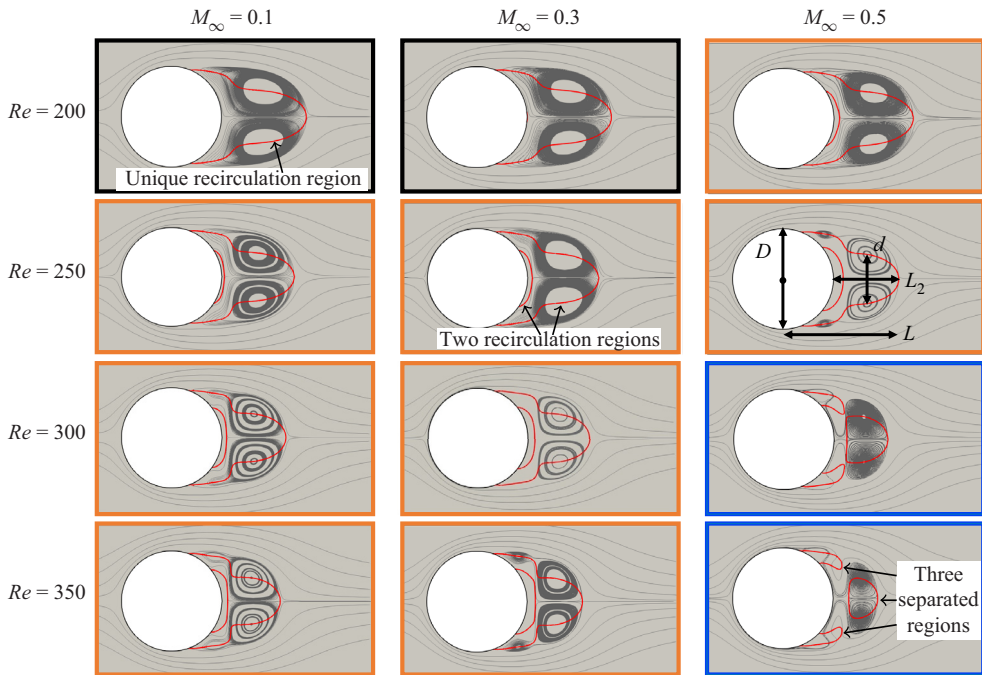 M∞ = 0.1
M∞ = 0.3
M∞ = 0.5
Re = 200
Unique recirculation region
Re = 250
Two recirculation regions
D
d
L2
L
Re = 300
Re = 350
Three
separated
regions